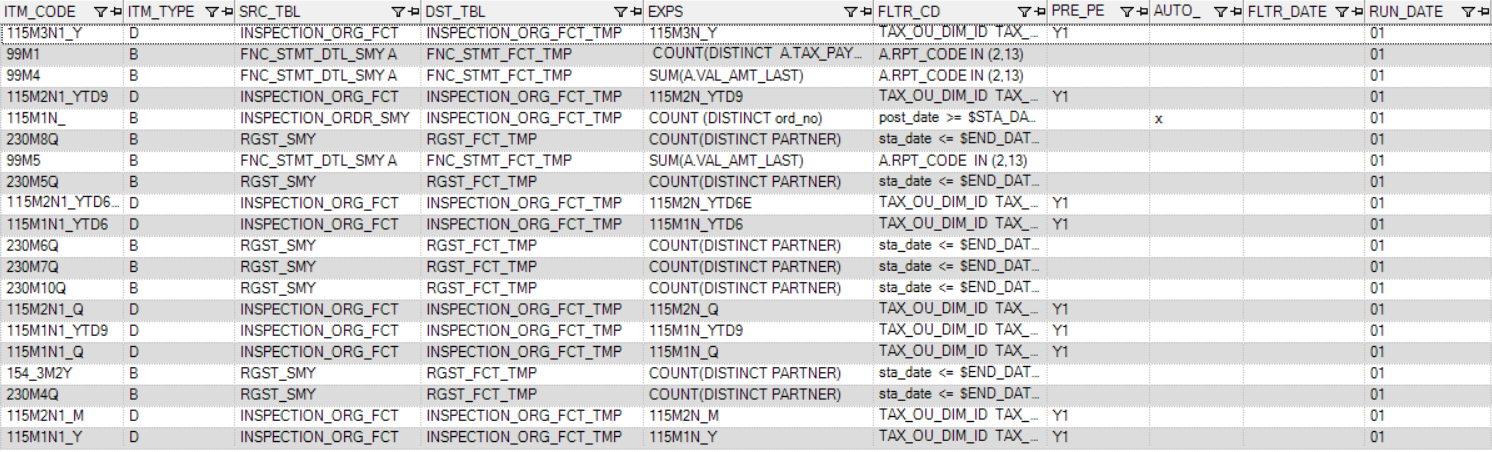 ITM_CODE ITM_TYPE SRC_TBL DST_TBL EXPS FLTR_CD PRE_PE AUTO_ FLTR_DATE RUN_DATE
115M3N1_Y D INSPECTION_ORG_FCT INSPECTION_ORG_FCT_TMP 115M3N_Y TAX_OU_DIM_ID TAX_... Y1 01
99M1 B FNC_STMT_DTL_SMY A FNC_STMT_FCT_TMP COUNT(DISTINCT A.TAX_PAY... A.RPT_CODE IN (2,13) 01
99M4 B FNC_STMT_DTL_SMY A FNC_STMT_FCT_TMP SUM(A.VAL_AMT_LAST) A.RPT_CODE IN (2,13) 01
115M2N1_YTD9 D INSPECTION_ORG_FCT INSPECTION_ORG_FCT_TMP 115M2N_YTD9 TAX_OU_DIM_ID TAX_... Y1 01
115M1N_ B INSPECTION_ORDR_SMY INSPECTION_ORG_FCT_TMP COUNT (DISTINCT ord_no) post_date >= $STA_DA... x 01
230M8Q B RGST_SMY RGST_FCT_TMP COUNT(DISTINCT PARTNER) sta_date <= $END_DAT... 01
99M5 B FNC_STMT_DTL_SMY A FNC_STMT_FCT_TMP SUM(A.VAL_AMT_LAST) A.RPT_CODE IN (2,13) 01
230M5Q B RGST_SMY RGST_FCT_TMP COUNT(DISTINCT PARTNER) sta_date <= $END_DAT... 01
115M2N1_YTD6... D INSPECTION_ORG_FCT INSPECTION_ORG_FCT_TMP 115M2N_YTD6E TAX_OU_DIM_ID TAX_... Y1 01
115M1N1_YTD6 D INSPECTION_ORG_FCT INSPECTION_ORG_FCT_TMP 115M1N_YTD6 TAX_OU_DIM_ID TAX_... Y1 01
230M6Q B RGST_SMY RGST_FCT_TMP COUNT(DISTINCT PARTNER) sta_date <= $END_DAT... 01
230M7Q B RGST_SMY RGST_FCT_TMP COUNT(DISTINCT PARTNER) sta_date <= $END_DAT... 01
230M10Q B RGST_SMY RGST_FCT_TMP COUNT(DISTINCT PARTNER) sta_date <= $END_DAT... 01
115M2N1_Q D INSPECTION_ORG_FCT INSPECTION_ORG_FCT_TMP 115M2N_Q TAX_OU_DIM_ID TAX_... Y1 01
115M1N1_YTD9 D INSPECTION_ORG_FCT INSPECTION_ORG_FCT_TMP 115M1N_YTD9 TAX_OU_DIM_ID TAX_... Y1 01
115M1N1_Q D INSPECTION_ORG_FCT INSPECTION_ORG_FCT_TMP 115M1N_Q TAX_OU_DIM_ID TAX_... Y1 01
154_3M2Y B RGST_SMY RGST_FCT_TMP COUNT(DISTINCT PARTNER) sta_date <= $END_DAT... 01
230M4Q B RGST_SMY RGST_FCT_TMP COUNT(DISTINCT PARTNER) sta_date <= $END_DAT... 01
115M2N1_M D INSPECTION_ORG_FCT INSPECTION_ORG_FCT_TMP 115M2N_M TAX_OU_DIM_ID TAX_... Y1 01
115M1N1_Y D INSPECTION_ORG_FCT INSPECTION_ORG_FCT_TMP 115M1N_Y TAX_OU_DIM_ID TAX_... Y1 01